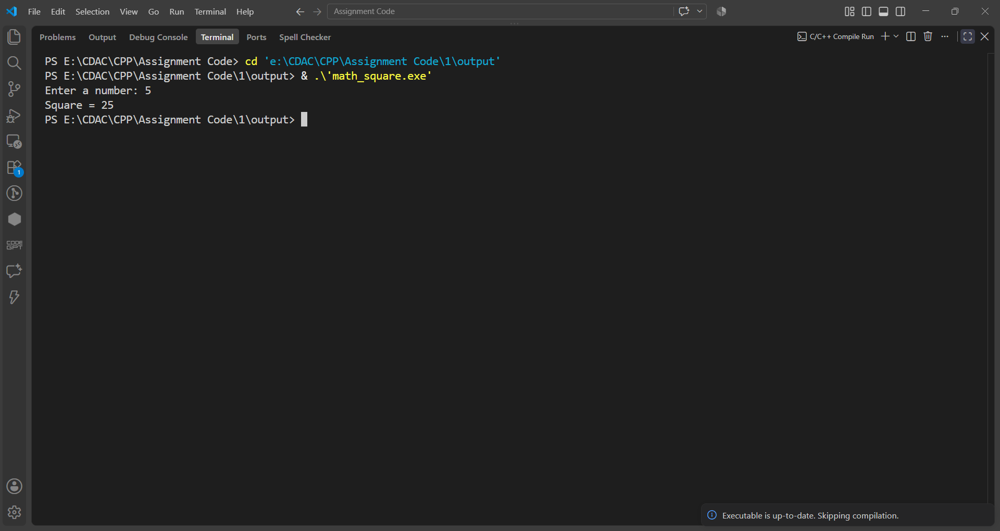 File Edit Selection View Go Run Terminal Help
Assignment Code
Problems Output Debug Console Terminal Ports Spell Checker
C/C++ Compile Run
PS E:\CDAC\CPP\Assignment Code> cd 'e:\CDAC\CPP\Assignment Code\1\output'
PS E:\CDAC\CPP\Assignment Code\1\output> & .\'math_square.exe'
Enter a number: 5
Square = 25
PS E:\CDAC\CPP\Assignment Code\1\output>
1
CODE
GPT
Executable is up-to-date. Skipping compilation.